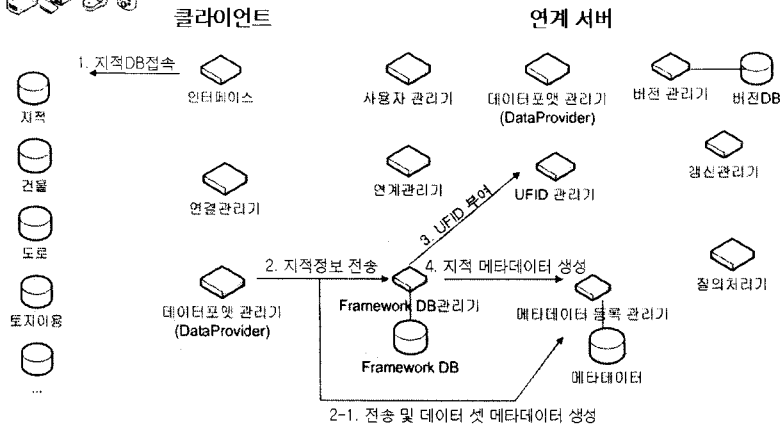 클라이언트
연계 서버
1. 지적DB접속
인터페이스
사용자 관리기
데이터포맷 관리기
(DataProvider)
버전 관리기
버전DB
지적
건물
도로
토지이용
...
연결관리기
연계관리기
3. UFID 부여
UFID 관리기
갱신관리기
질의처리기
데이터포맷 관리기
(DataProvider)
2. 지적정보 전송
Framework DB관리기
Framework DB
4. 지적 메타데이터 생성
메타데이터 등록 관리기
메타데이터
2-1. 전송 및 데이터 셋 메타데이터 생성